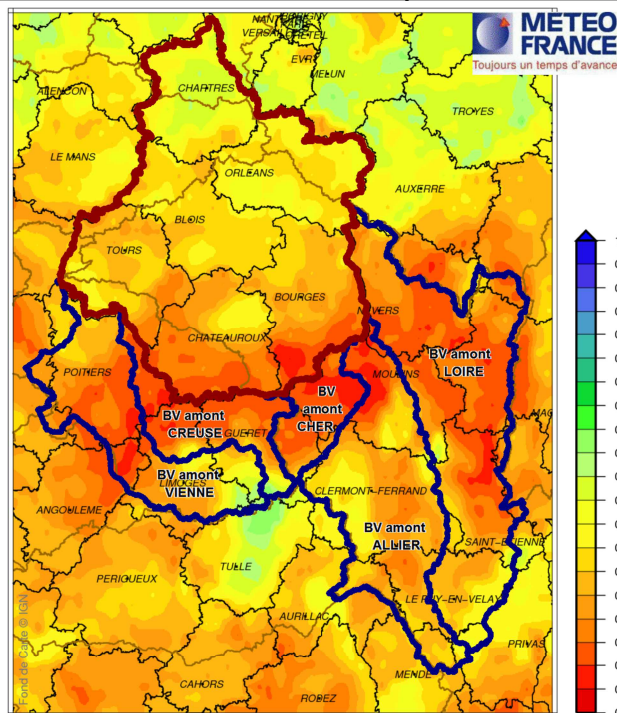 METEO
FRANCE
Toujours un temps d'avance
VERSAILLES
CRETEIL
EVRY
MELUN
ALENCON
CHARTRES
TROYES
LE MANS
ORLEANS
AUXERRE
BLOIS
TOURS
BOURGES
NEVERS
CHATEAUROUX
POITIERS
MOULINS
BV amont
LOIRE
BV
amont
CHER
BV amont
CREUSE
GUERET
BV amont
VIENNE
LIMOGES
CLERMONT-FERRAND
ANGOULEME
BV amont
ALLIER
SAINT-ETIENNE
TULLE
PERIGUEUX
LE PUY-EN-VELAY
AURILLAC
PRIVAS
MENDE
CAHORS
RODEZ
Fond de Carte © IGN